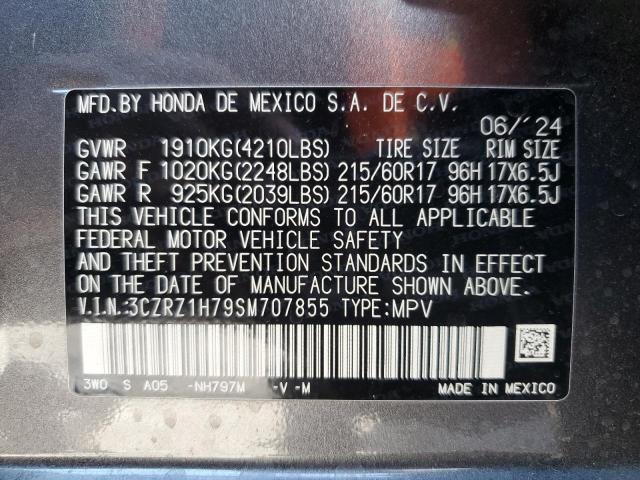 MFD.BY HONDA DE MEXICO S.A. DE C.V.
06/´24
GVWR 1910KG(4210LBS) TIRE SIZE RIM SIZE
GAWR F 1020KG(2248LBS) 215/60R17 96H 17X6.5J
GAWR R 925KG(2039LBS) 215/60R17 96H 17X6.5J
THIS VEHICLE CONFORMS TO ALL APPLICABLE
FEDERAL MOTOR VEHICLE SAFETY
AND THEFT PREVENTION STANDARDS IN EFFECT
ON THE DATE OF MANUFACTURE SHOWN ABOVE.
V.I.N.:3CZRZ1H79SM707855 TYPE:MPV
3W0 S A05 -NH797M -V -M MADE IN MEXICO